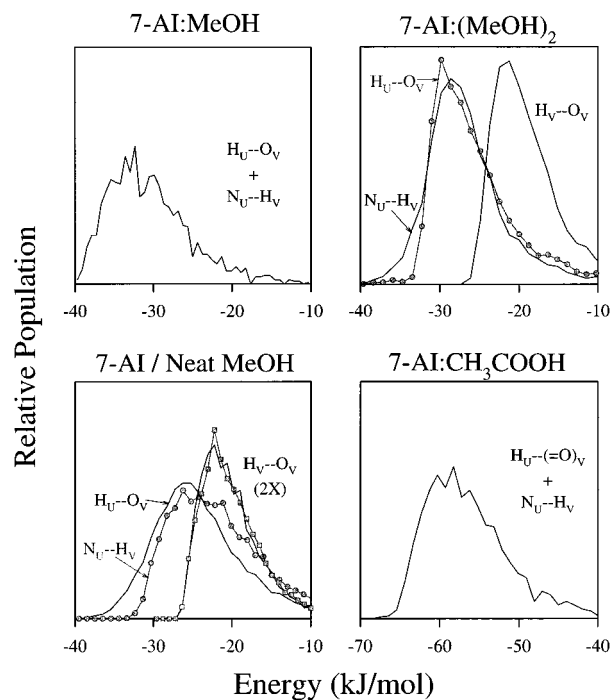 7-AI:MeOH
H_U--O_V
+
N_U--H_V
-40 -30 -20 -10
7-AI:(MeOH)₂
H_U--O_V
H_V--O_V
N_U--H_V
-40 -30 -20 -10
Relative Population
7-AI / Neat MeOH
H_V--O_V
(2X)
H_U--O_V
N_U--H_V
-40 -30 -20 -10
7-AI:CH₃COOH
H_U--(=O)_V
+
N_U--H_V
-70 -60 -50 -40
Energy (kJ/mol)